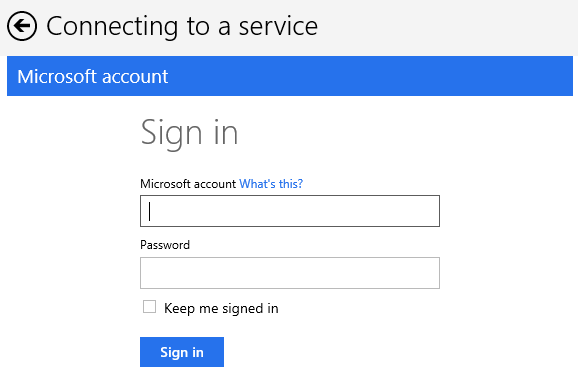 Connecting to a service
Microsoft account
Sign in
Microsoft account What's this?
Password
Keep me signed in
Sign in